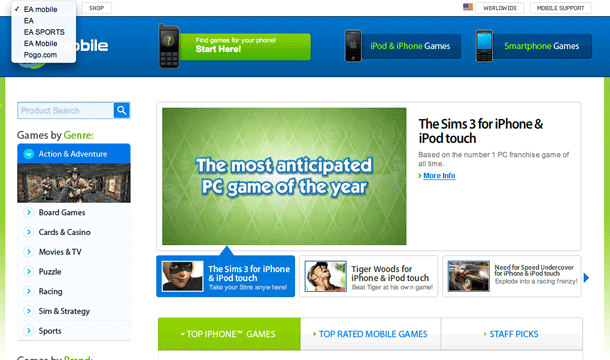 ✓ EA mobile
EA
EA SPORTS
EA Mobile
Pogo.com
SHOP
WORLDWIDE
MOBILE SUPPORT
mobile
Find games for your phone!
Start Here!
iPod & iPhone Games
Smartphone Games
Product Search
Games by Genre:
Action & Adventure
Board Games
Cards & Casino
Movies & TV
Puzzle
Racing
Sim & Strategy
Sports
The most anticipated
PC game of the year
The Sims 3 for iPhone &
iPod touch
Based on the number 1 PC franchise game of
all time.
More Info
The Sims 3 for iPhone
& iPod touch
Take your Sims anywhere!
Tiger Woods for
iPhone & iPod touch
Beat Tiger at his own game!
Need for Speed Undercover
for iPhone & iPod touch
Explode into a racing frenzy!
TOP IPHONE™ GAMES
TOP RATED MOBILE GAMES
STAFF PICKS
Games by Brand: